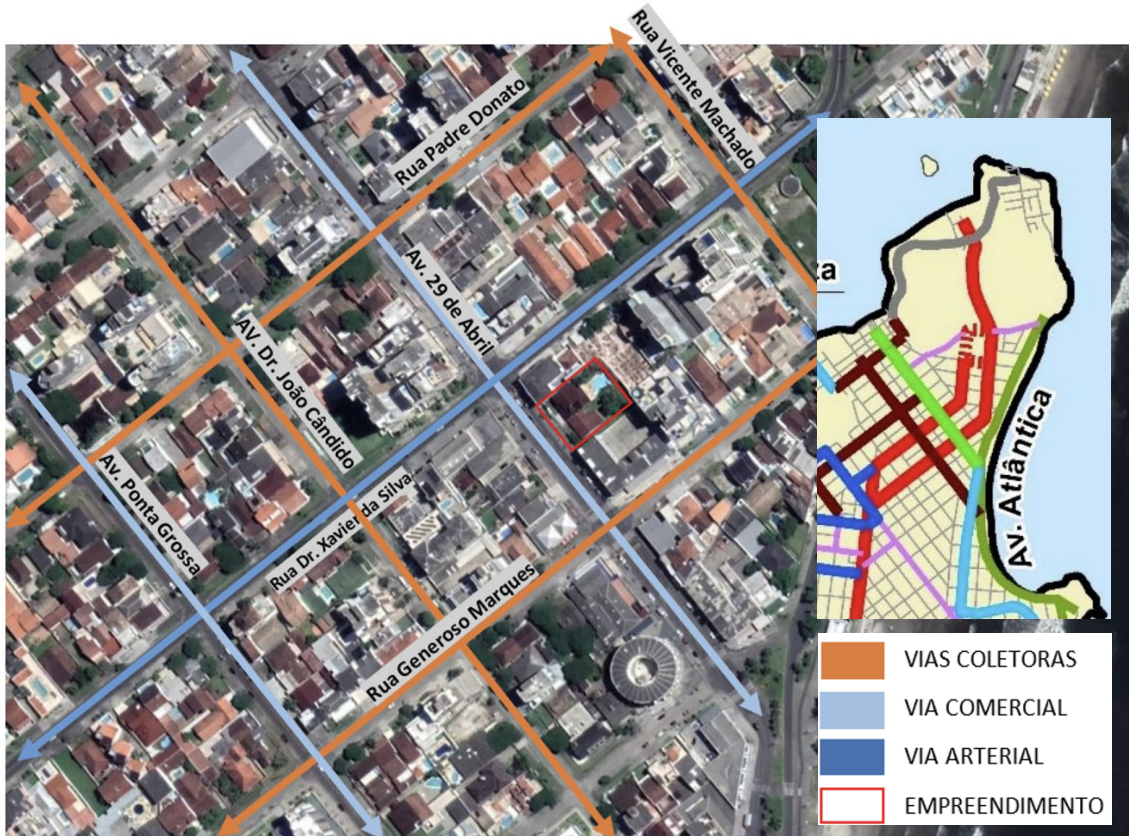 Rua Vicente Machado
Rua Padre Donato
Av. 29 de Abril
AV. Dr. João Cândido
Av. Ponta Grossa
Rua Dr. Xavier da Silva
Rua Generoso Marques
za
Av. Atlântica
VIAS COLETORAS
VIA COMERCIAL
VIA ARTERIAL
EMPREENDIMENTO